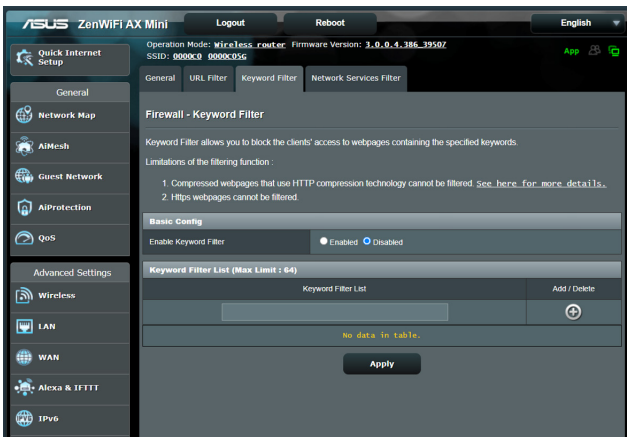 ASUS ZenWiFi AX Mini Logout Reboot English
Quick Internet Setup
Operation Mode: Wireless router Firmware Version: 3.0.0.4.386_39507
SSID: 0000C0 0000C05G
App
General URL Filter Keyword Filter Network Services Filter
General
Network Map
AiMesh
Guest Network
AiProtection
QoS
Advanced Settings
Wireless
LAN
WAN
Alexa & IFTTT
IPv6
Firewall - Keyword Filter
Keyword Filter allows you to block the clients' access to webpages containing the specified keywords.
Limitations of the filtering function :
1. Compressed webpages that use HTTP compression technology cannot be filtered. See here for more details.
2. Https webpages cannot be filtered.
Basic Config
Enable Keyword Filter Enabled Disabled
Keyword Filter List (Max Limit : 64)
Keyword Filter List Add / Delete
No data in table.
Apply